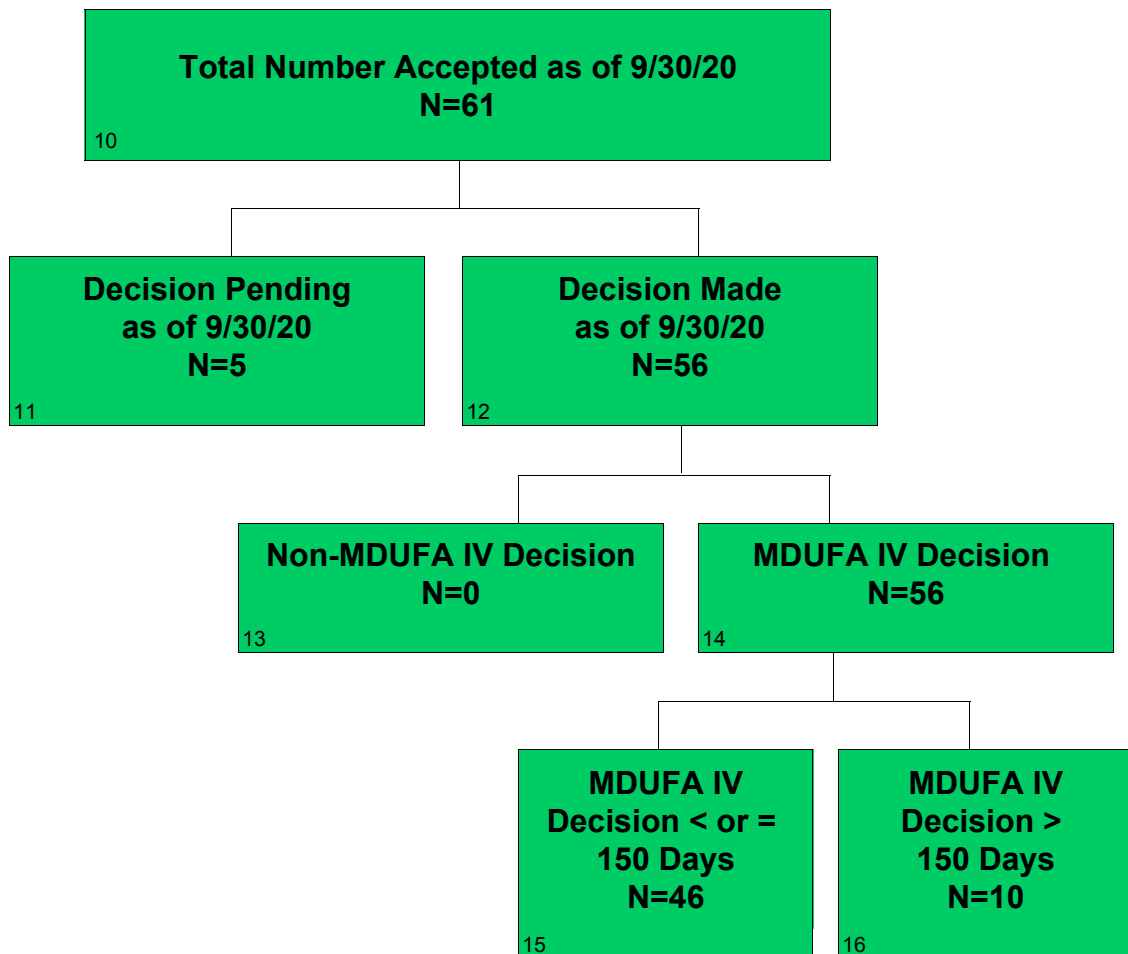 Total Number Accepted as of 9/30/20
N=61
10
Decision Pending
as of 9/30/20
N=5
11
Decision Made
as of 9/30/20
N=56
12
Non-MDUFA IV Decision
N=0
13
MDUFA IV Decision
N=56
14
MDUFA IV
Decision < or =
150 Days
N=46
15
MDUFA IV
Decision >
150 Days
N=10
16